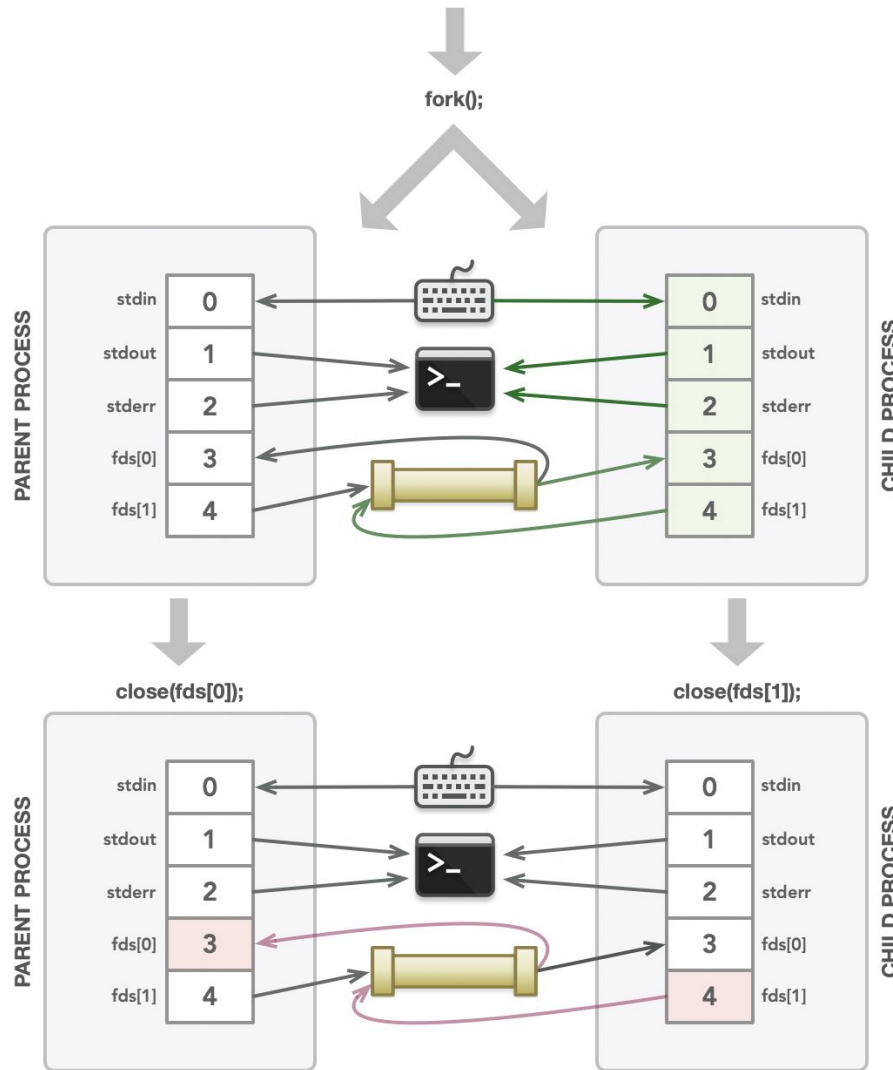 fork();
PARENT PROCESS
stdin 0
stdout 1
stderr 2
fds[0] 3
fds[1] 4
>_
0 stdin
1 stdout
2 stderr
3 fds[0]
4 fds[1]
CHILD PROCESS
close(fds[0]);
close(fds[1]);
PARENT PROCESS
stdin 0
stdout 1
stderr 2
fds[0] 3
fds[1] 4
>_
0 stdin
1 stdout
2 stderr
3 fds[0]
4 fds[1]
CHILD PROCESS